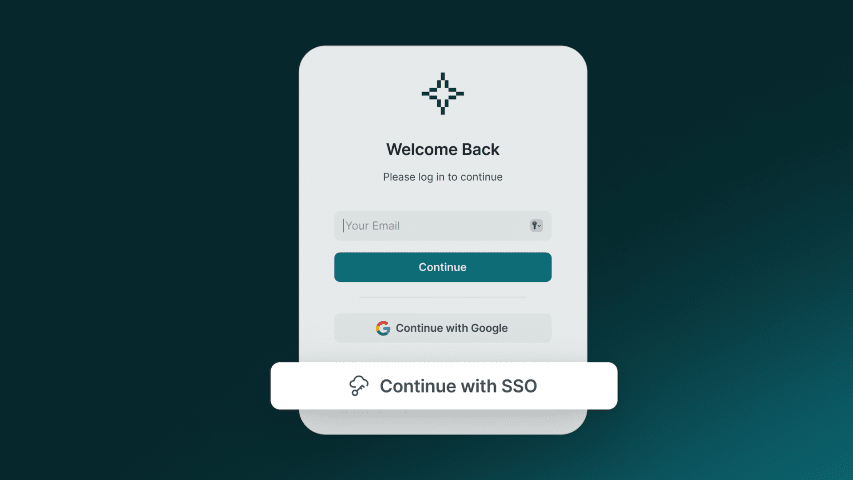 Welcome Back
Please log in to continue
Your Email
Continue
Continue with Google
Continue with SSO